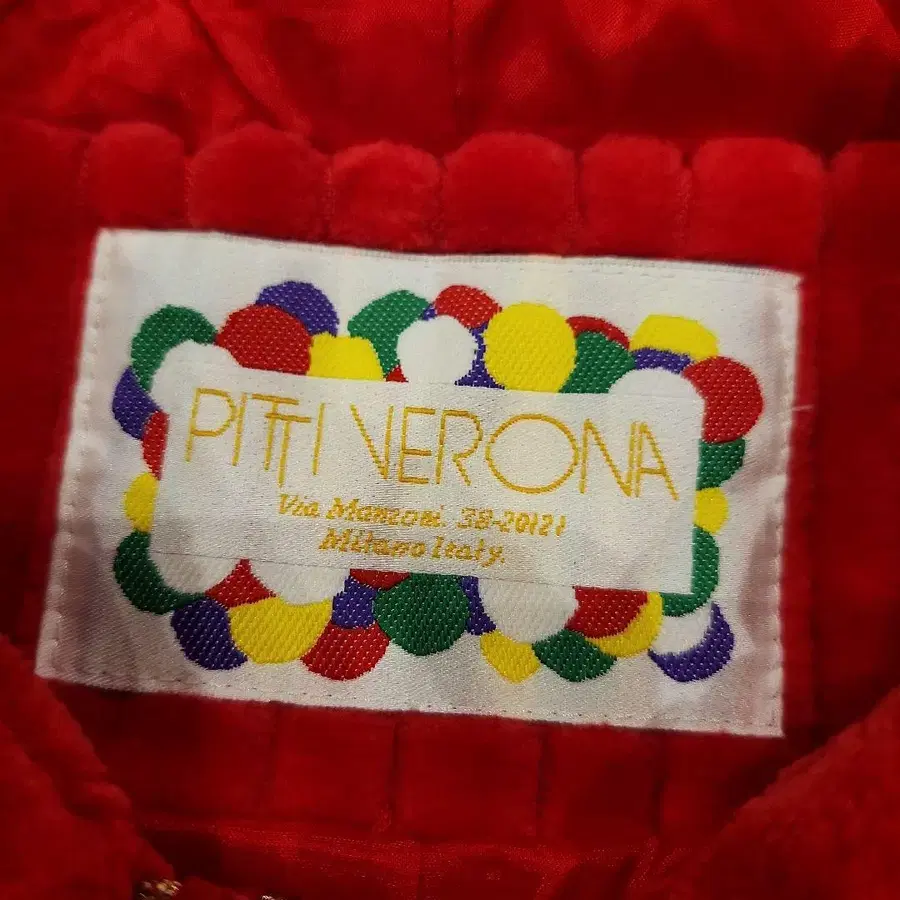 PITTI VERONA
Via Manzoni. 38-20121
Milano Italy.